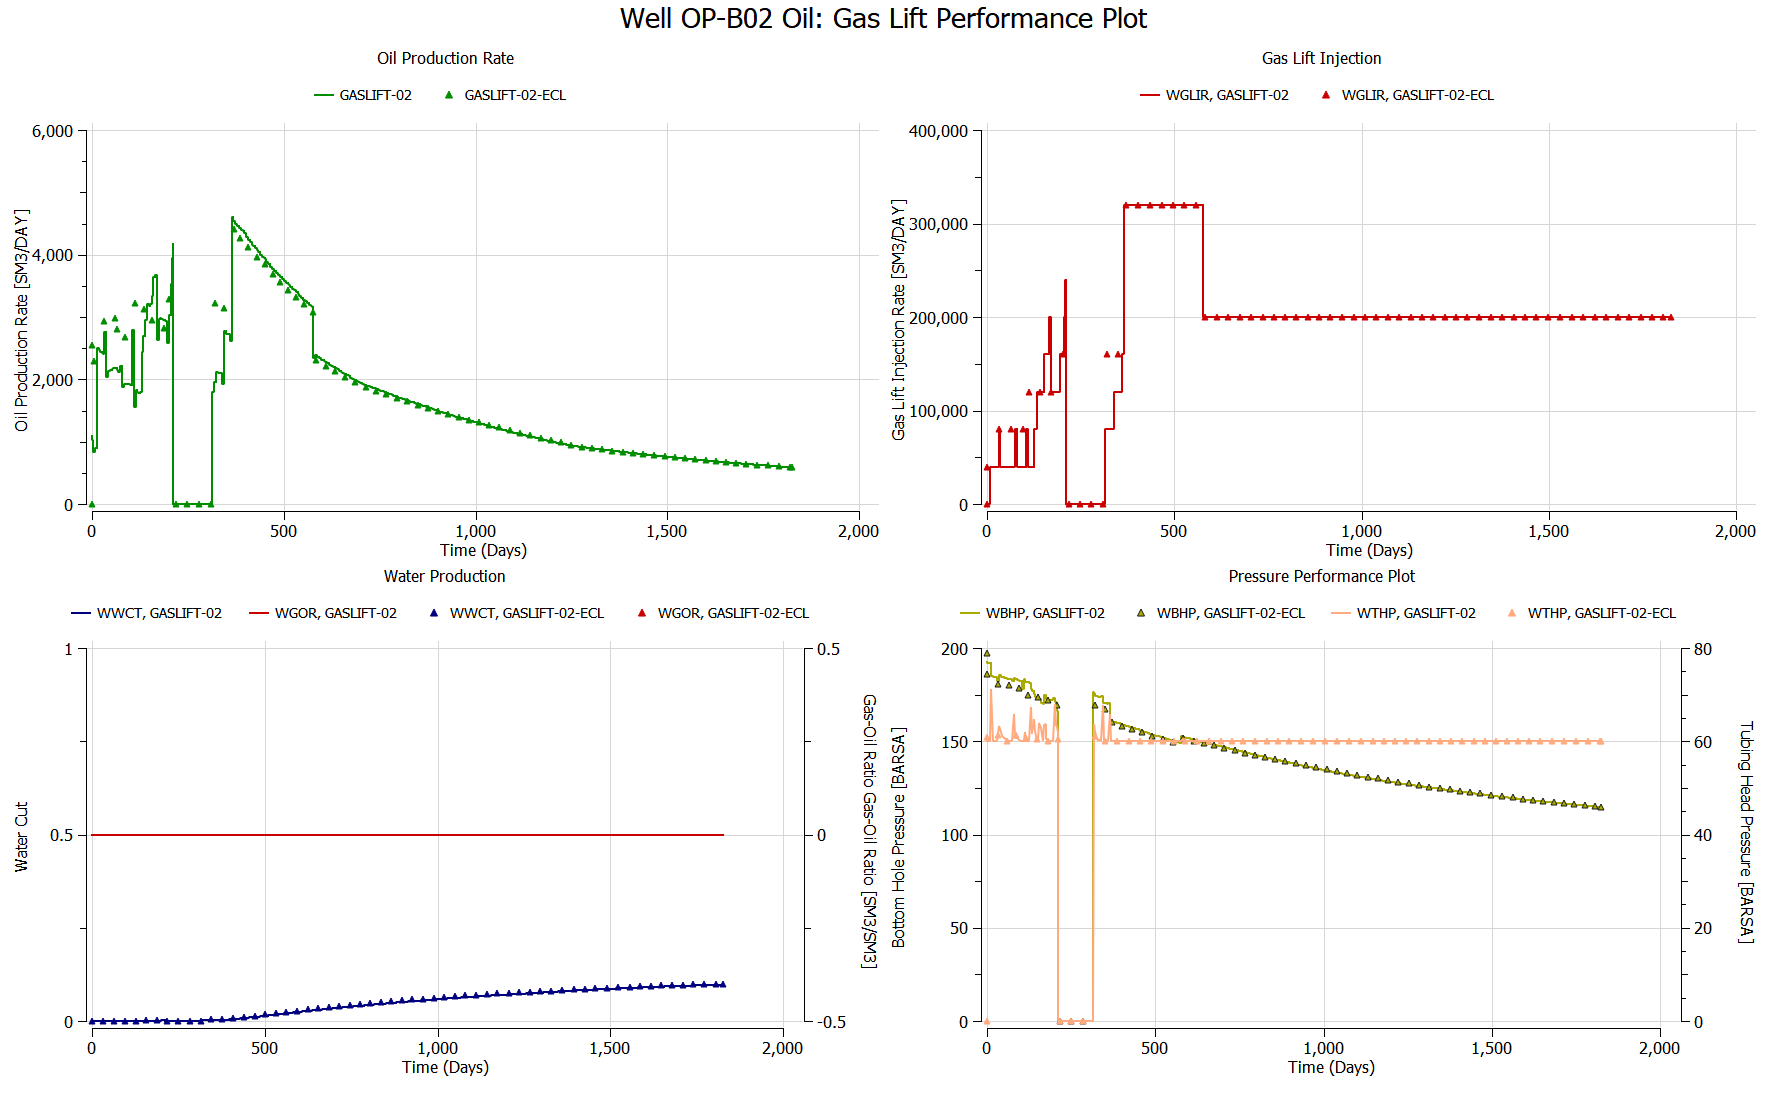 Well OP-B02 Oil: Gas Lift Performance Plot
Oil Production Rate
GASLIFT-02
GASLIFT-02-ECL
6,000
4,000
2,000
0
Oil Production Rate [SM3/DAY]
0
500
1,000
1,500
2,000
Time (Days)
Gas Lift Injection
WGLIR, GASLIFT-02
WGLIR, GASLIFT-02-ECL
400,000
300,000
200,000
100,000
0
Gas Lift Injection Rate [SM3/DAY]
0
500
1,000
1,500
2,000
Time (Days)
Water Production
WWCT, GASLIFT-02
WGOR, GASLIFT-02
WWCT, GASLIFT-02-ECL
WGOR, GASLIFT-02-ECL
1
0.5
0
Water Cut
0.5
0
-0.5
Gas-Oil Ratio Gas-Oil Ratio [SM3/SM3]
0
500
1,000
1,500
2,000
Time (Days)
Pressure Performance Plot
WBHP, GASLIFT-02
WBHP, GASLIFT-02-ECL
WTHP, GASLIFT-02
WTHP, GASLIFT-02-ECL
200
150
100
50
0
Bottom Hole Pressure [BARSA]
80
60
40
20
0
Tubing Head Pressure [BARSA]
0
500
1,000
1,500
2,000
Time (Days)